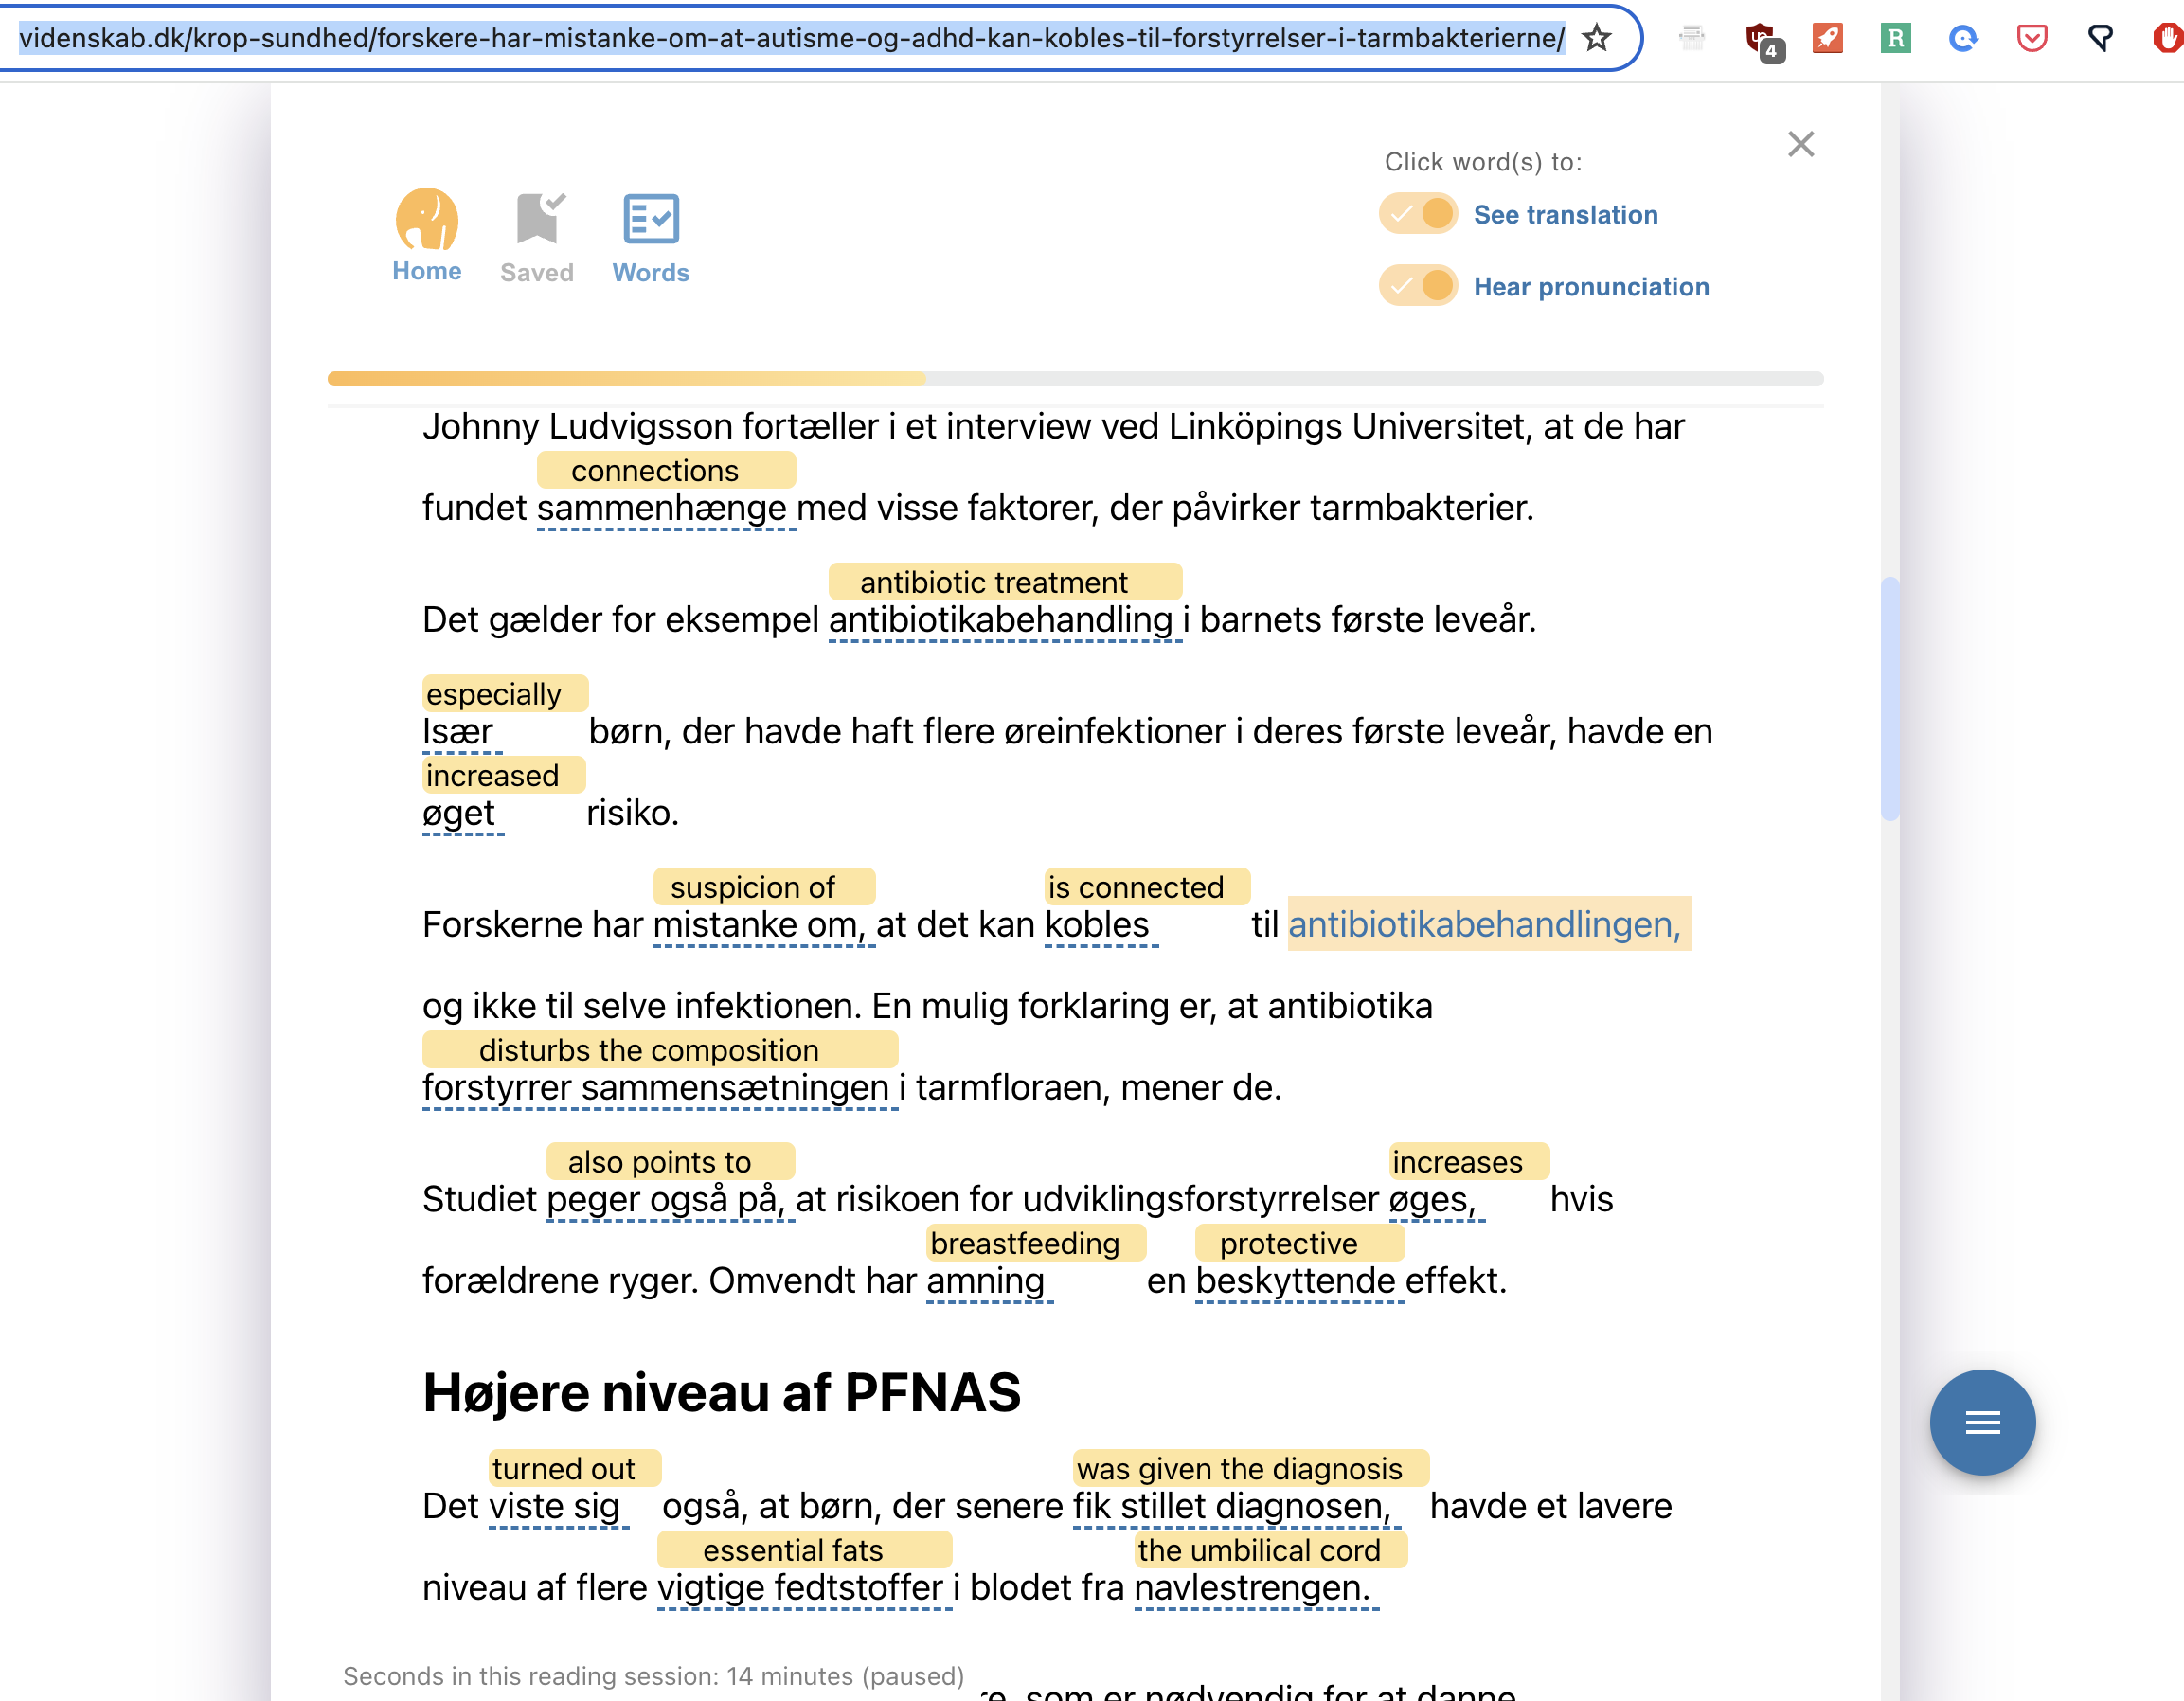 videnskab.dk/krop-sundhed/forskere-har-mistanke-om-at-autisme-og-adhd-kan-kobles-til-forstyrrelser-i-tarmbakterierne/
4
R
Click word(s) to:
See translation
Hear pronunciation
Home
Saved
Words
Johnny Ludvigsson fortæller i et interview ved Linköpings Universitet, at de har
connections
fundet sammenhænge med visse faktorer, der påvirker tarmbakterier.
antibiotic treatment
Det gælder for eksempel antibiotikabehandling i barnets første leveår.
especially
Især børn, der havde haft flere øreinfektioner i deres første leveår, havde en
increased
øget risiko.
suspicion of is connected
Forskerne har mistanke om, at det kan kobles til antibiotikabehandlingen,
og ikke til selve infektionen. En mulig forklaring er, at antibiotika
disturbs the composition
forstyrrer sammensætningen i tarmfloraen, mener de.
also points to increases
Studiet peger også på, at risikoen for udviklingsforstyrrelser øges, hvis
breastfeeding protective
forældrene ryger. Omvendt har amning en beskyttende effekt.
Højere niveau af PFNAS
turned out was given the diagnosis
Det viste sig også, at børn, der senere fik stillet diagnosen, havde et lavere
essential fats the umbilical cord
niveau af flere vigtige fedtstoffer i blodet fra navlestrengen.
Seconds in this reading session: 14 minutes (paused)
som er nødvendig for at danne